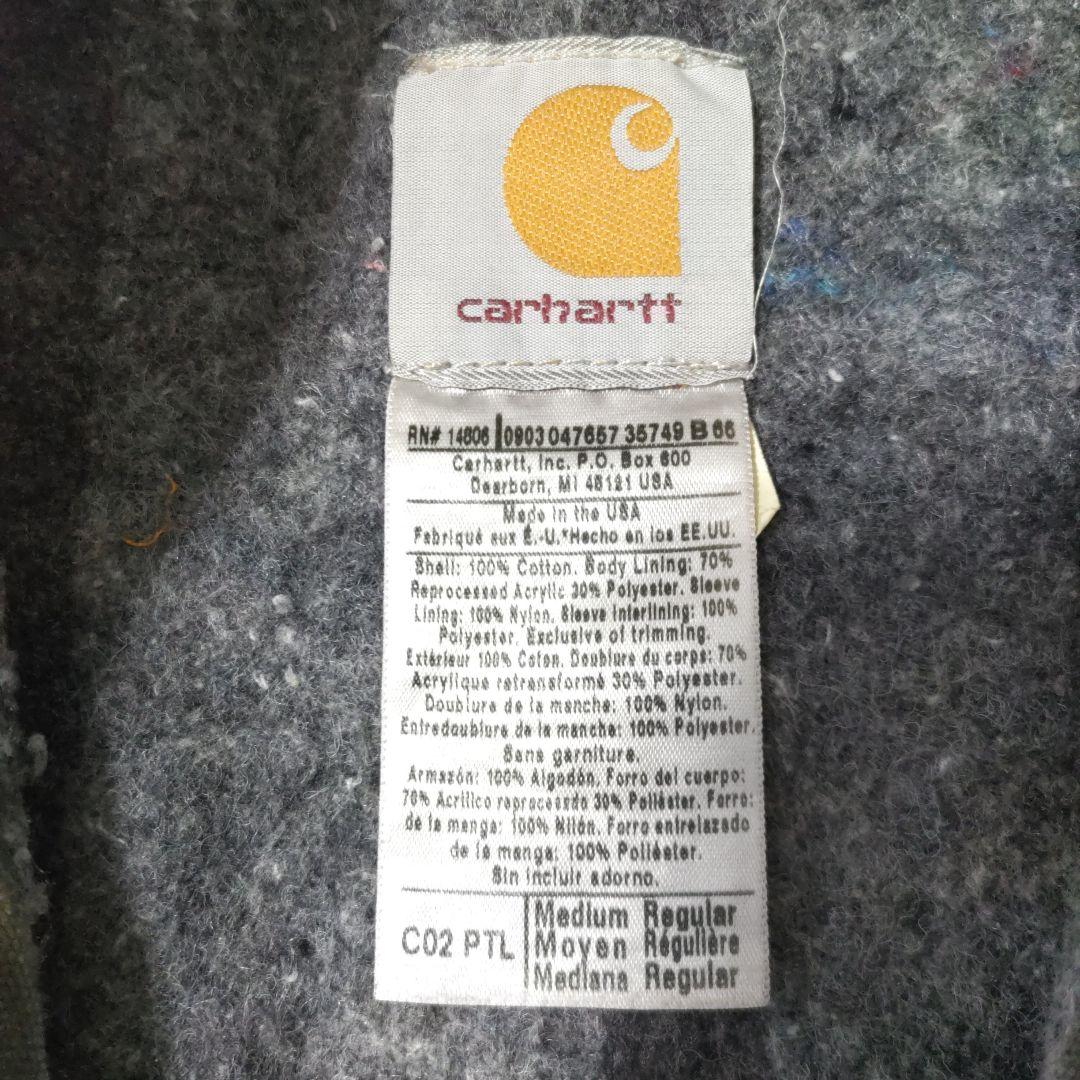 carhartt
RN# 14806 0903 047657 35749 B 66
Carhartt, Inc. P.O. Box 600
Dearborn, MI 48121 USA
Made in the USA
Fabriqué aux É.-U.*Hecho en los EE.UU.
Shell: 100% Cotton. Body Lining: 70%
Reprocessed Acrylic 30% Polyester. Sleeve
Lining: 100% Nylon. Sleeve Interlining: 100%
Polyester. Exclusive of trimming.
Extérieur 100% Coton. Doublure du corps: 70%
Acrylique retransformé 30% Polyester.
Doublure de la manche: 100% Nylon.
Entredoublure de la manche: 100% Polyester.
Sans garniture.
Armazón: 100% Algodón. Forro del cuerpo:
70% Acrílico reprocesado 30% Poliéster. Forro:
de la manga: 100% Nilón. Forro entrelazado
de la manga: 100% Poliéster.
Sin incluir adorno.
C02 PTL
Medium Regular
Moyen Régulière
Mediana Regular